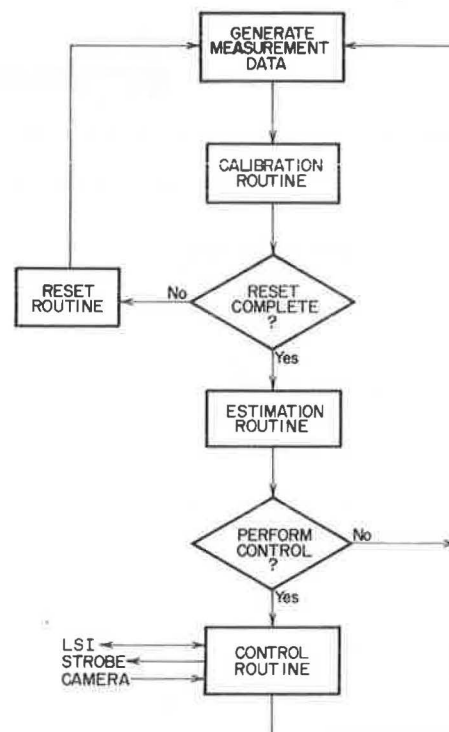 GENERATE
MEASUREMENT
DATA
CALIBRATION
ROUTINE
RESET
ROUTINE
No
RESET
COMPLETE
?
Yes
ESTIMATION
ROUTINE
PERFORM
CONTROL
?
No
Yes
LSI
STROBE
CAMERA
CONTROL
ROUTINE